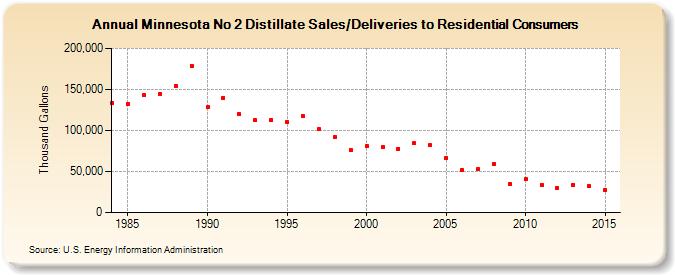 Annual Minnesota No 2 Distillate Sales/Deliveries to Residential Consumers
Thousand Gallons
200,000
150,000
100,000
50,000
0
1985 1990 1995 2000 2005 2010 2015
Source: U.S. Energy Information Administration